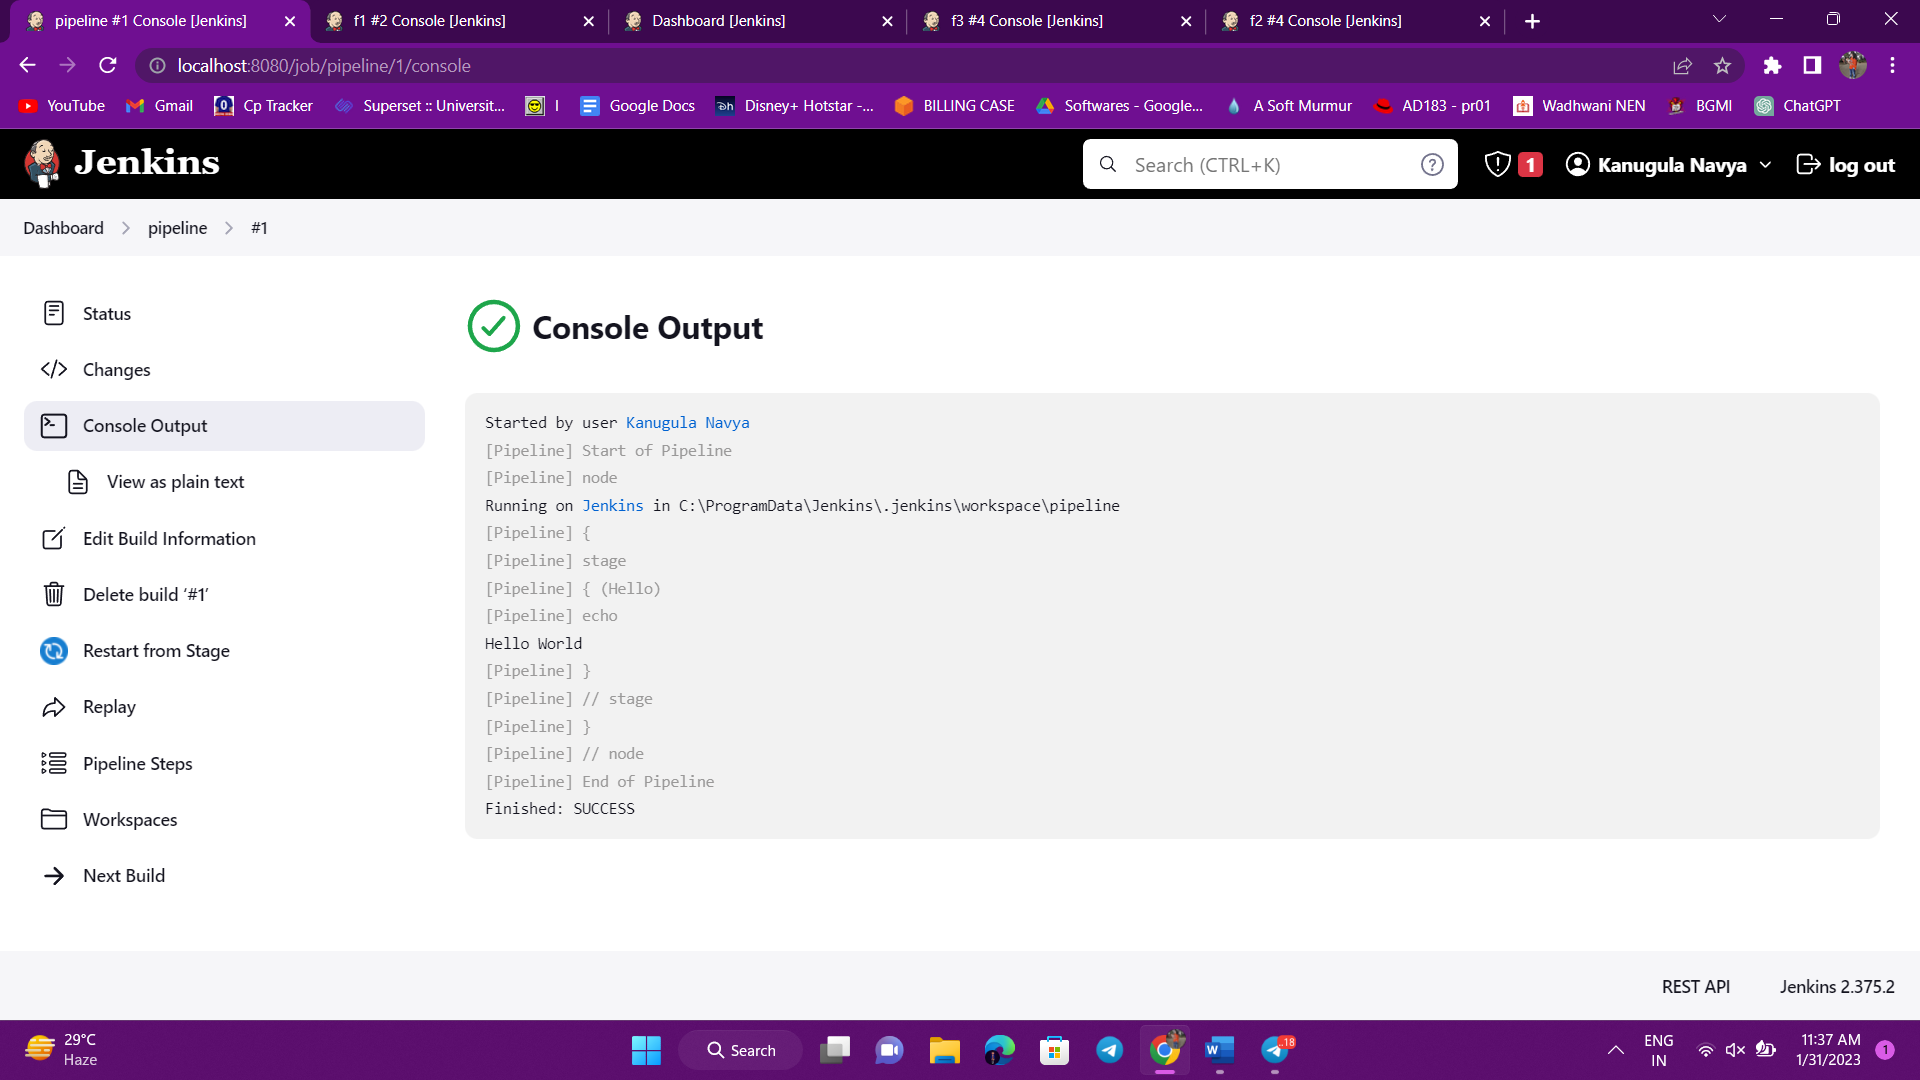 pipeline #1 Console [Jenkins]
f1 #2 Console [Jenkins]
Dashboard [Jenkins]
f3 #4 Console [Jenkins]
f2 #4 Console [Jenkins]
localhost:8080/job/pipeline/1/console
YouTube
Gmail
Cp Tracker
Superset :: Universit...
I
Google Docs
Disney+ Hotstar -...
BILLING CASE
Softwares - Google...
A Soft Murmur
AD183 - pr01
Wadhwani NEN
BGMI
ChatGPT
Jenkins
Search (CTRL+K)
1
Kanugula Navya
log out
Dashboard
pipeline
#1
Status
Changes
Console Output
View as plain text
Edit Build Information
Delete build ‘#1’
Restart from Stage
Replay
Pipeline Steps
Workspaces
Next Build
Console Output
Started by user Kanugula Navya
[Pipeline] Start of Pipeline
[Pipeline] node
Running on Jenkins in C:\ProgramData\Jenkins\.jenkins\workspace\pipeline
[Pipeline] {
[Pipeline] stage
[Pipeline] { (Hello)
[Pipeline] echo
Hello World
[Pipeline] }
[Pipeline] // stage
[Pipeline] }
[Pipeline] // node
[Pipeline] End of Pipeline
Finished: SUCCESS
REST API
Jenkins 2.375.2
29°C
Haze
Search
18
ENG
IN
11:37 AM
1/31/2023
1